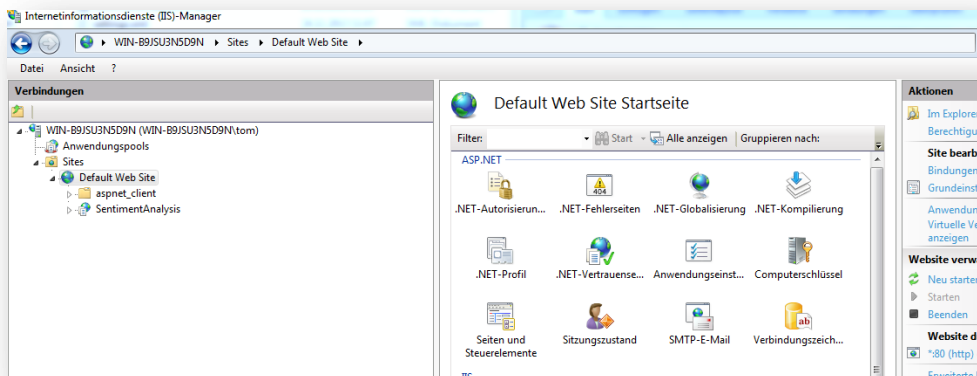 Internetinformationsdienste (IIS)-Manager
WIN-B9JSU3N5D9N ▸ Sites ▸ Default Web Site ▸
Datei Ansicht ?
Verbindungen
WIN-B9JSU3N5D9N (WIN-B9JSU3N5D9N\tom)
Anwendungspools
Sites
Default Web Site
aspnet_client
SentimentAnalysis
Default Web Site Startseite
Filter: Start Alle anzeigen Gruppieren nach:
ASP.NET
404
.NET-Autorisierun... .NET-Fehlerseiten .NET-Globalisierung .NET-Kompilierung
.NET-Profil .NET-Vertrauense... Anwendungseinst... Computerschlüssel
ab
Seiten und Steuerelemente
Sitzungszustand SMTP-E-Mail Verbindungszeich...
IIS
Aktionen
Im Explorer
Berechtigu
Site bearb
Bindungen
Grundeinst
Anwendun
Virtuelle Ve
anzeigen
Website verw
Neu starten
Starten
Beenden
Website d
*:80 (http)
Erweiterte